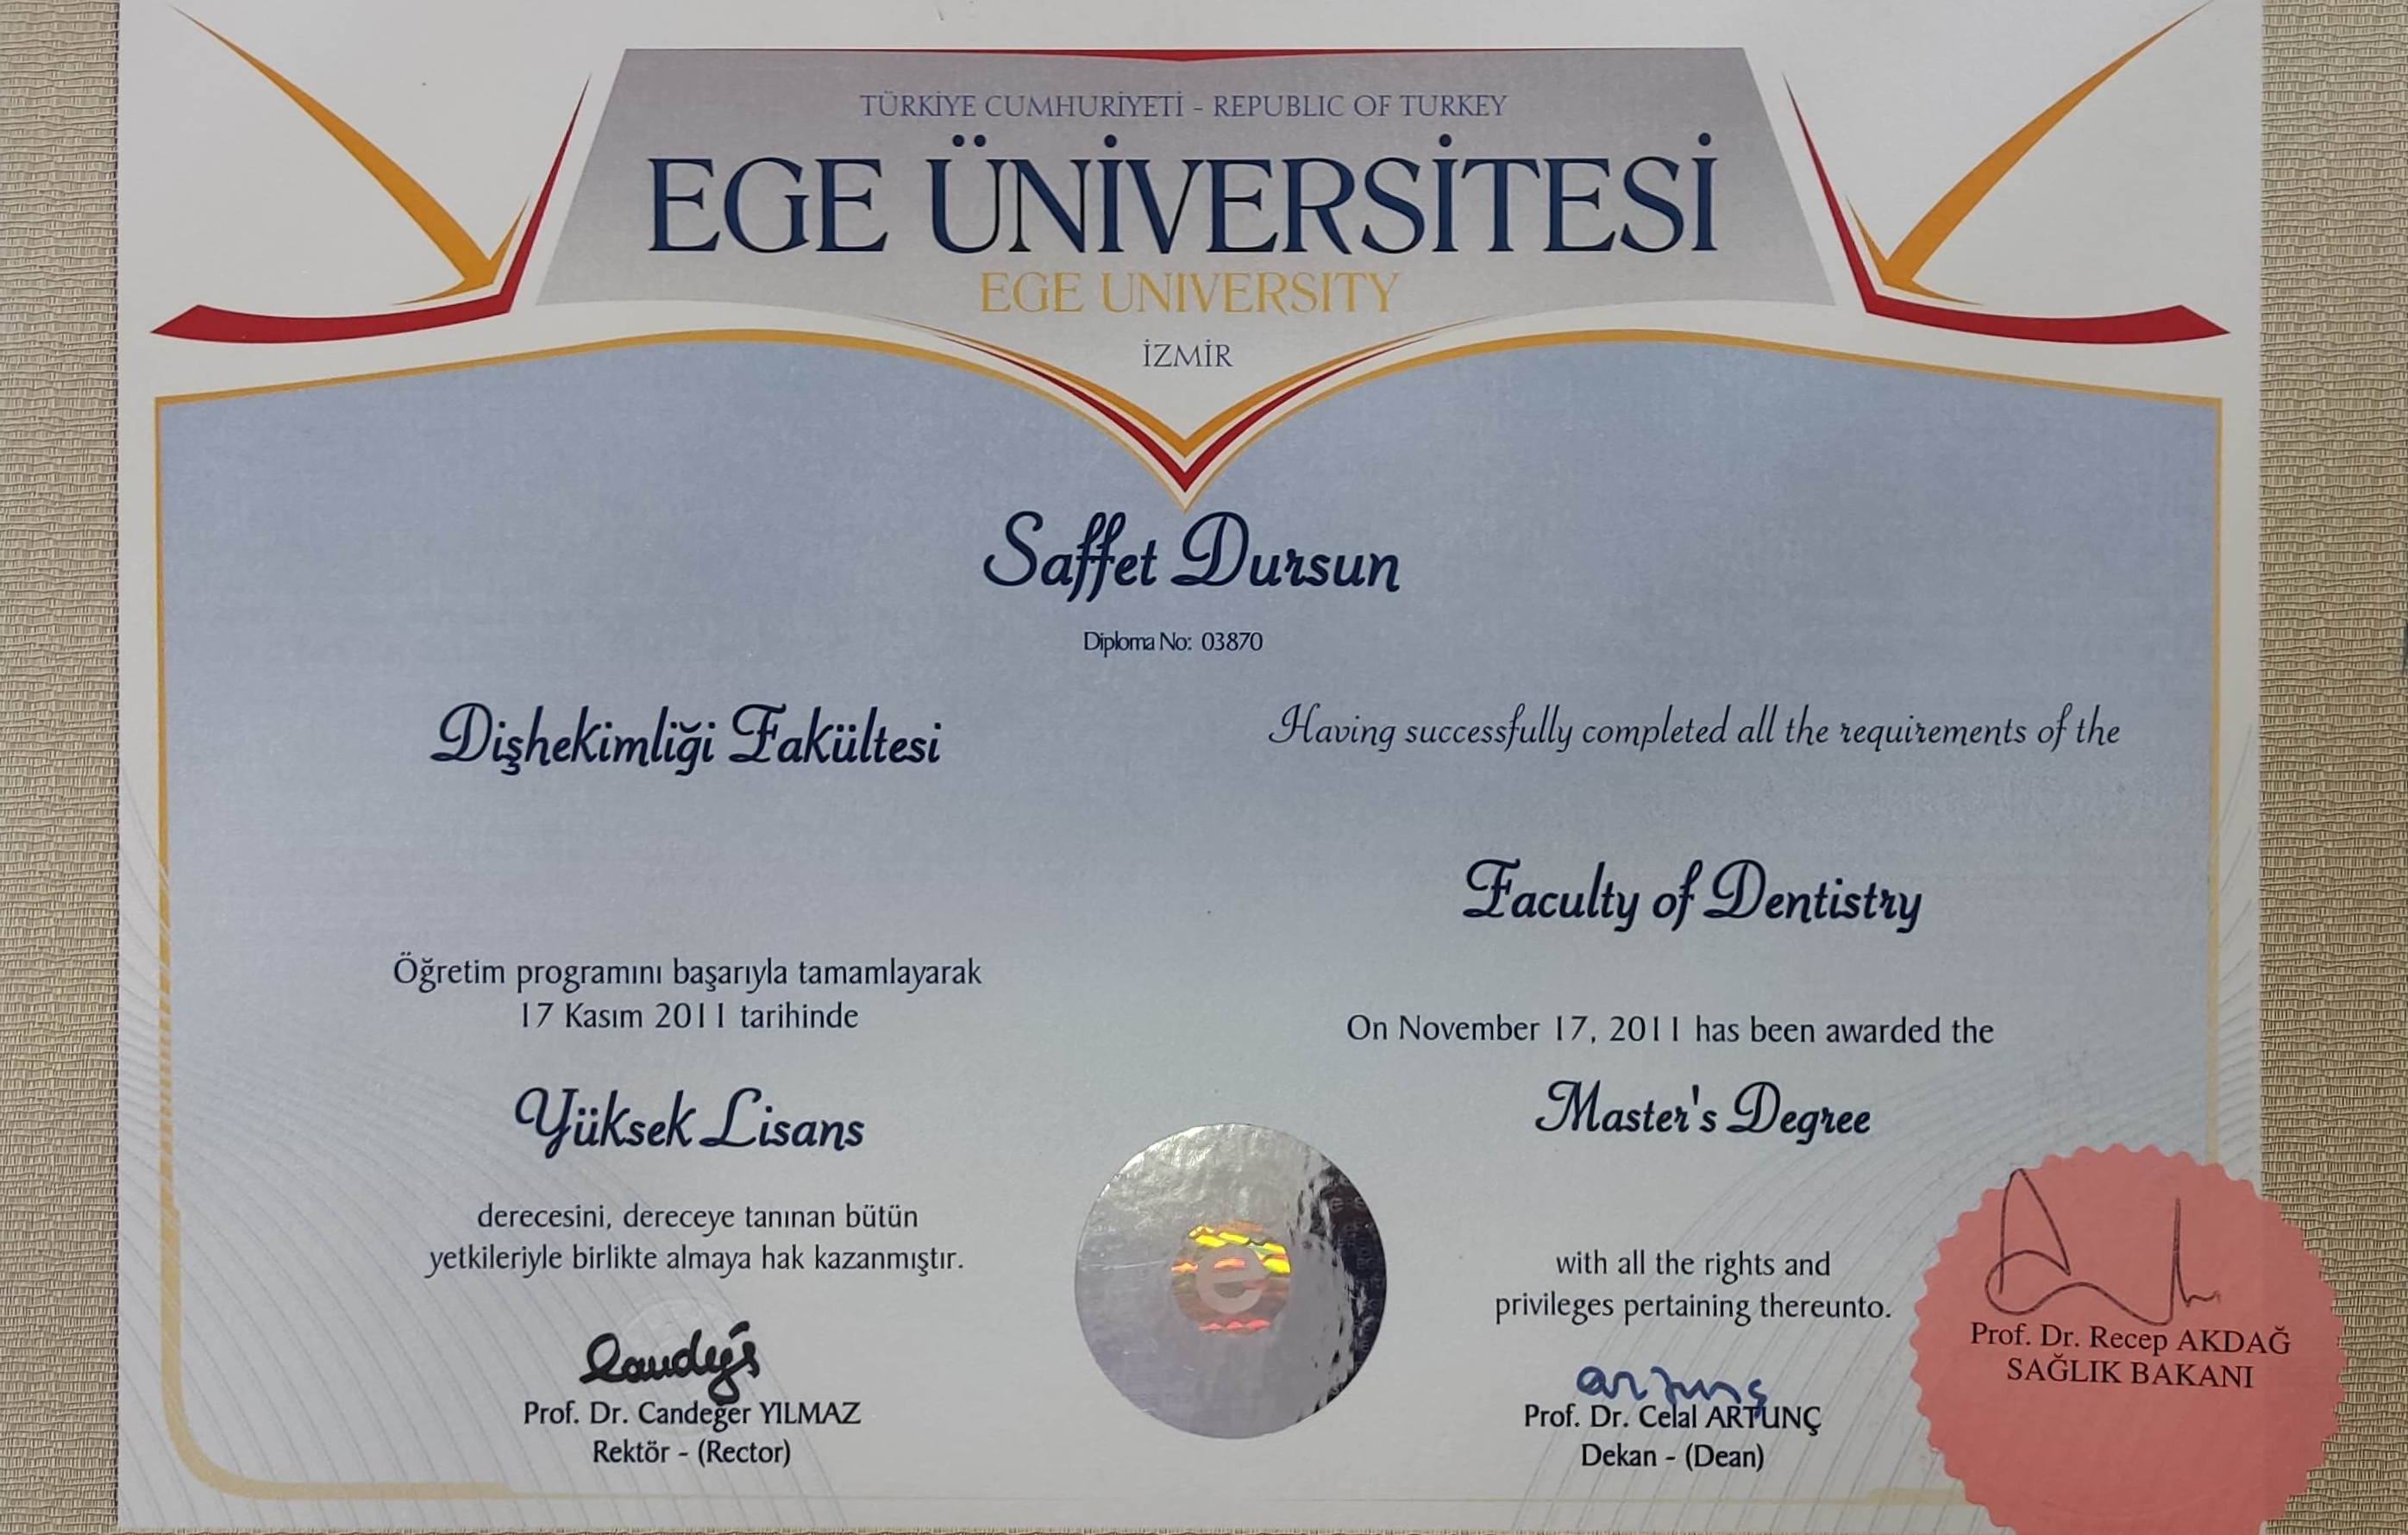 TÜRKİYE CUMHURİYETİ - REPUBLIC OF TURKEY
EGE ÜNİVERSİTESİ
EGE UNIVERSITY
İZMİR
Saffet Dursun
Diploma No: 03870
Dişhekimliği Fakültesi
Öğretim programını başarıyla tamamlayarak
17 Kasım 2011 tarihinde
Yüksek Lisans
derecesini, dereceye tanınan bütün
yetkileriyle birlikte almaya hak kazanmıştır.
Prof. Dr. Candeğer YILMAZ
Rektör - (Rector)
Having successfully completed all the requirements of the
Faculty of Dentistry
On November 17, 2011 has been awarded the
Master's Degree
with all the rights and
privileges pertaining thereunto.
artunç
Prof. Dr. Celal ARTUNÇ
Dekan - (Dean)
e
Prof. Dr. Recep AKDAĞ
SAĞLIK BAKANI